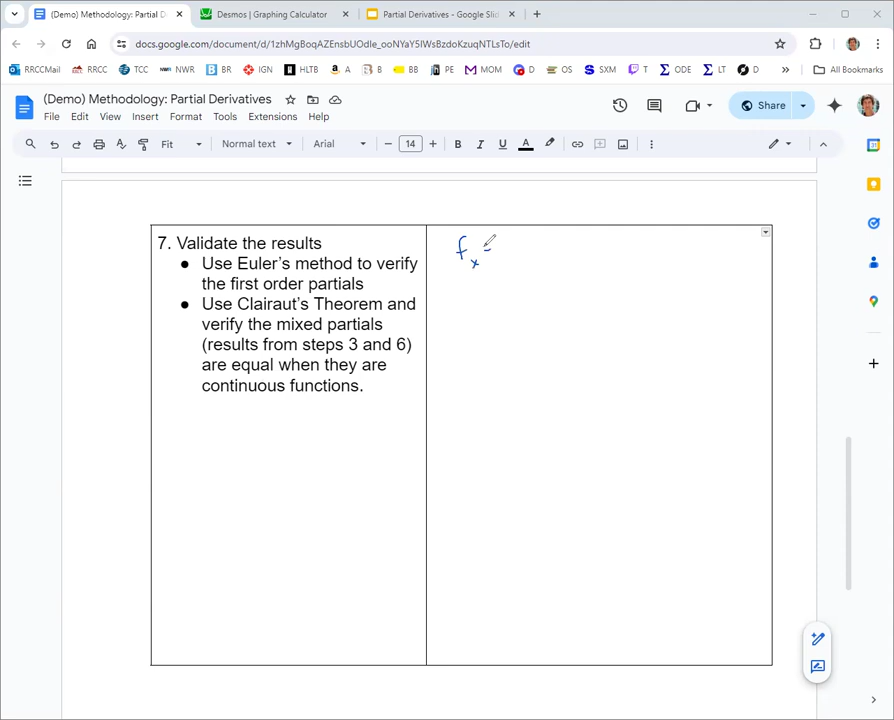 (Demo) Methodology: Partial D
Desmos | Graphing Calculator
Partial Derivatives - Google Slid
docs.google.com/document/d/1zhMgBoqAZEnsbUOdIe_ooNYaY5IWsBzdoKzuqNTLsTo/edit
RRCCMail
RRCC
TCC
NWR
BR
IGN
HLTB
A
BB
PE
MOM
D
OS
SXM
T
ODE
LT
D
All Bookmarks
(Demo) Methodology: Partial Derivatives
File Edit View Insert Format Tools Extensions Help
Share
Fit
Normal text
Arial
14
B I U A
7. Validate the results
● Use Euler's method to verify
the first order partials
● Use Clairaut's Theorem and
verify the mixed partials
(results from steps 3 and 6)
are equal when they are
continuous functions.
f_x =